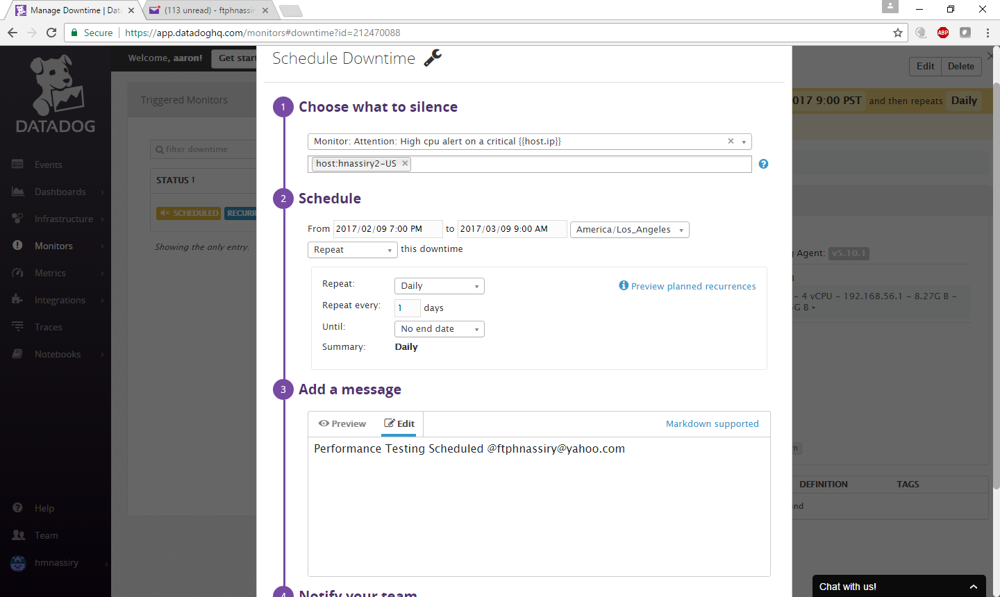 Manage Downtime | Dat
(113 unread) - ftphnassir
Secure
https://app.datadoghq.com/monitors#downtime?id=212470088
ABP
DATADOG
Events
Dashboards
Infrastructure
Monitors
Metrics
Integrations
Traces
Notebooks
Help
Team
hmnassiry
Welcome, aaron!
Get start
Triggered Monitors
filter downtime
STATUS
SCHEDULED
RECURR
Showing the only entry.
Schedule Downtime
1 Choose what to silence
Monitor: Attention: High cpu alert on a critical {{host.ip}}
host:hnassiry2-US
2 Schedule
From 2017/02/09 7:00 PM to 2017/03/09 9:00 AM America/Los_Angeles
Repeat this downtime
Repeat: Daily
Preview planned recurrences
Repeat every: 1 days
Until: No end date
Summary: Daily
3 Add a message
Preview Edit Markdown supported
Performance Testing Scheduled @ftphnassiry@yahoo.com
4 Notify your team
Edit Delete
017 9:00 PST and then repeats Daily
g Agent: v5.10.1
- 4 vCPU - 192.168.56.1 - 8.27G B -
G B
DEFINITION TAGS
nd
Chat with us!